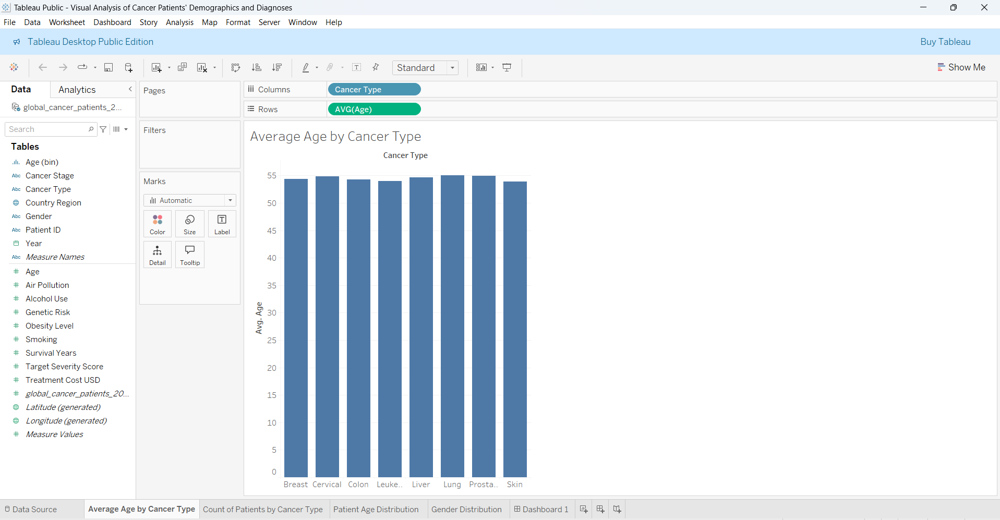 Tableau Public - Visual Analysis of Cancer Patients' Demographics and Diagnoses
File Data Worksheet Dashboard Story Analysis Map Format Server Window Help
Tableau Desktop Public Edition
Buy Tableau
Standard
Show Me
Data
Analytics
global_cancer_patients_2...
Search
Tables
Age (bin)
Abc Cancer Stage
Abc Cancer Type
Country Region
Abc Gender
Abc Patient ID
Year
Abc Measure Names
# Age
# Air Pollution
# Alcohol Use
# Genetic Risk
# Obesity Level
# Smoking
# Survival Years
# Target Severity Score
# Treatment Cost USD
# global_cancer_patients_20...
Latitude (generated)
Longitude (generated)
# Measure Values
Pages
Filters
Marks
Automatic
Color
Size
T
Label
Detail
Tooltip
Columns
Cancer Type
Rows
AVG(Age)
Average Age by Cancer Type
Cancer Type
Avg. Age
55
50
45
40
35
30
25
20
15
10
5
0
Breast Cervical Colon Leuke.. Liver Lung Prosta.. Skin
Data Source
Average Age by Cancer Type
Count of Patients by Cancer Type
Patient Age Distribution
Gender Distribution
Dashboard 1